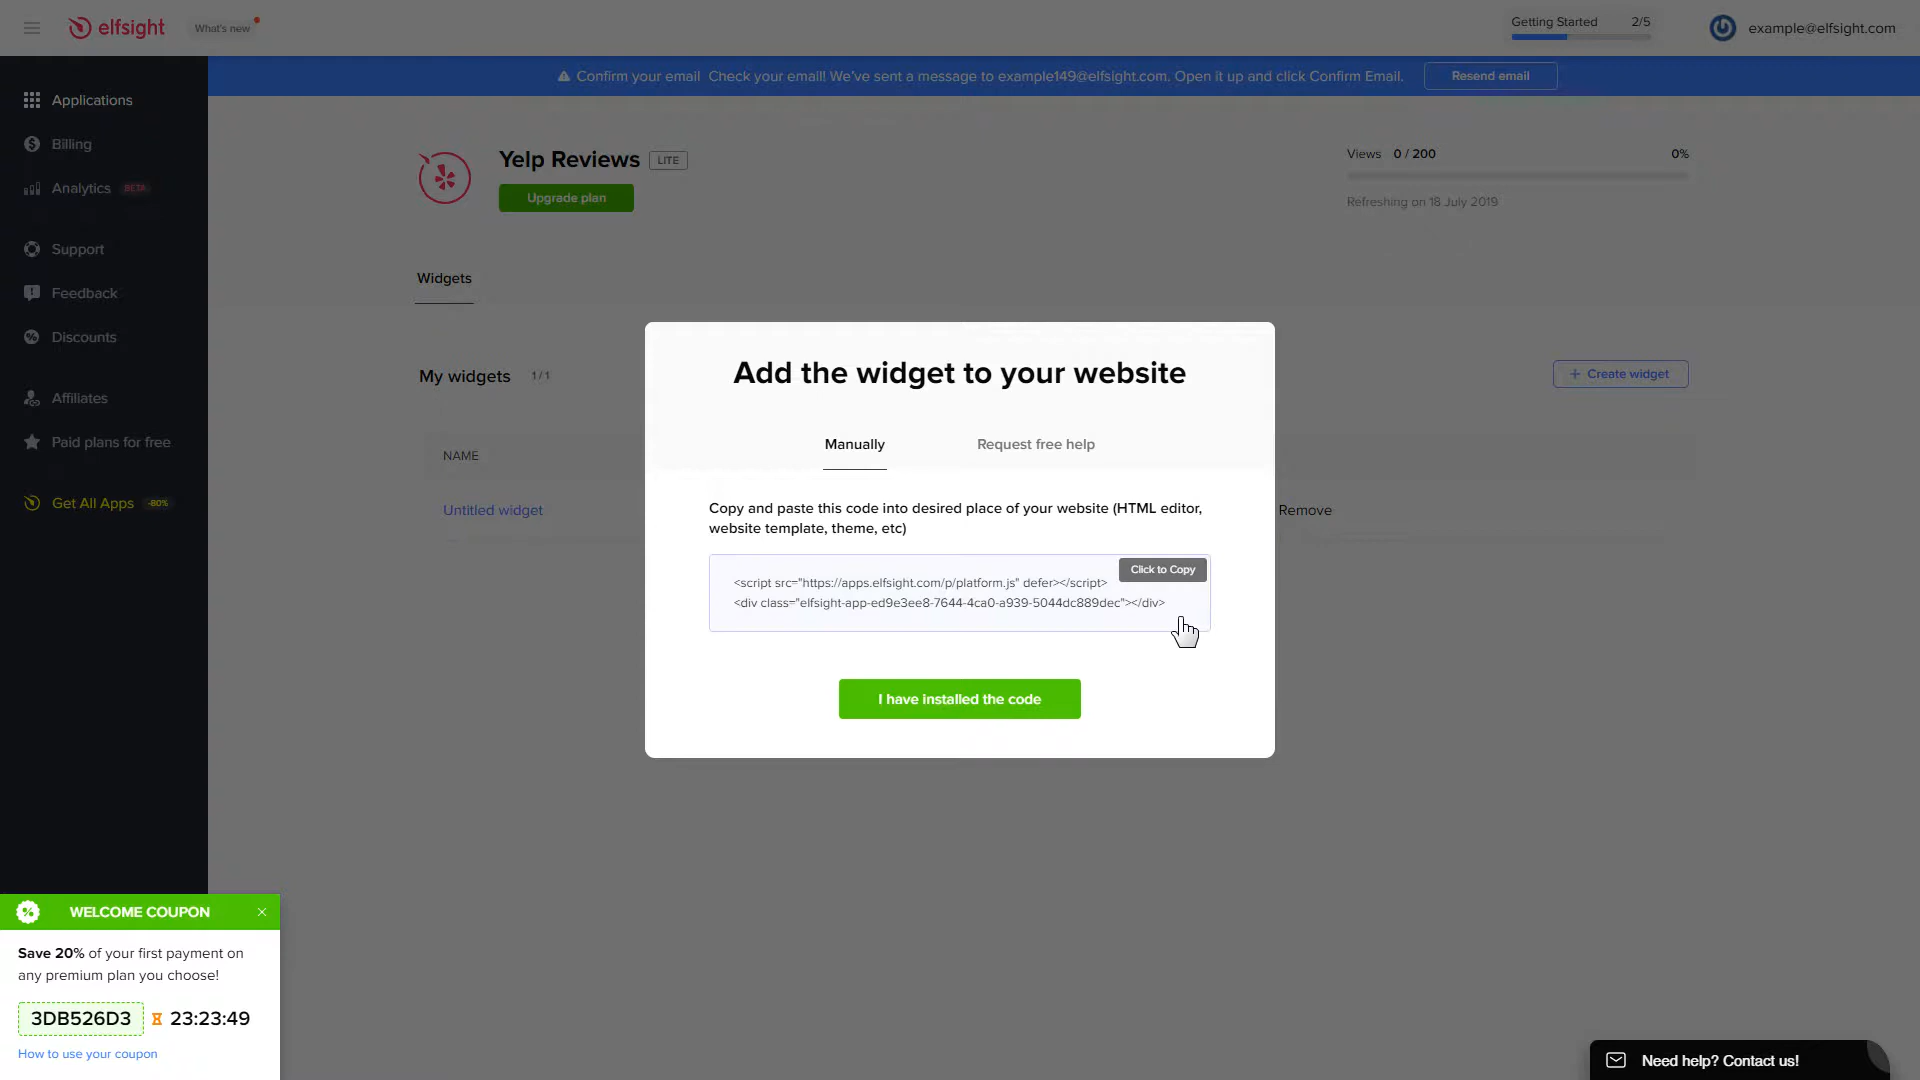 elfsight
What's new
Getting Started 2/5
example@elfsight.com
Confirm your email Check your email! We've sent a message to example149@elfsight.com. Open it up and click Confirm Email.
Resend email
Applications
Billing
Analytics BETA
Support
Feedback
Discounts
Affiliates
Paid plans for free
Get All Apps -80%
Yelp Reviews LITE
Upgrade plan
Views 0 / 200 0%
Refreshing on 18 July 2019
Widgets
My widgets 1/1
+ Create widget
NAME
Untitled widget
Remove
Add the widget to your website
Manually
Request free help
Copy and paste this code into desired place of your website (HTML editor,
website template, theme, etc)
Click to Copy
<script src="https://apps.elfsight.com/p/platform.js" defer></script>
<div class="elfsight-app-ed9e3ee8-7644-4ca0-a939-5044dc889dec"></div>
I have installed the code
WELCOME COUPON
Save 20% of your first payment on
any premium plan you choose!
3DB526D3 23:23:49
How to use your coupon
Need help? Contact us!